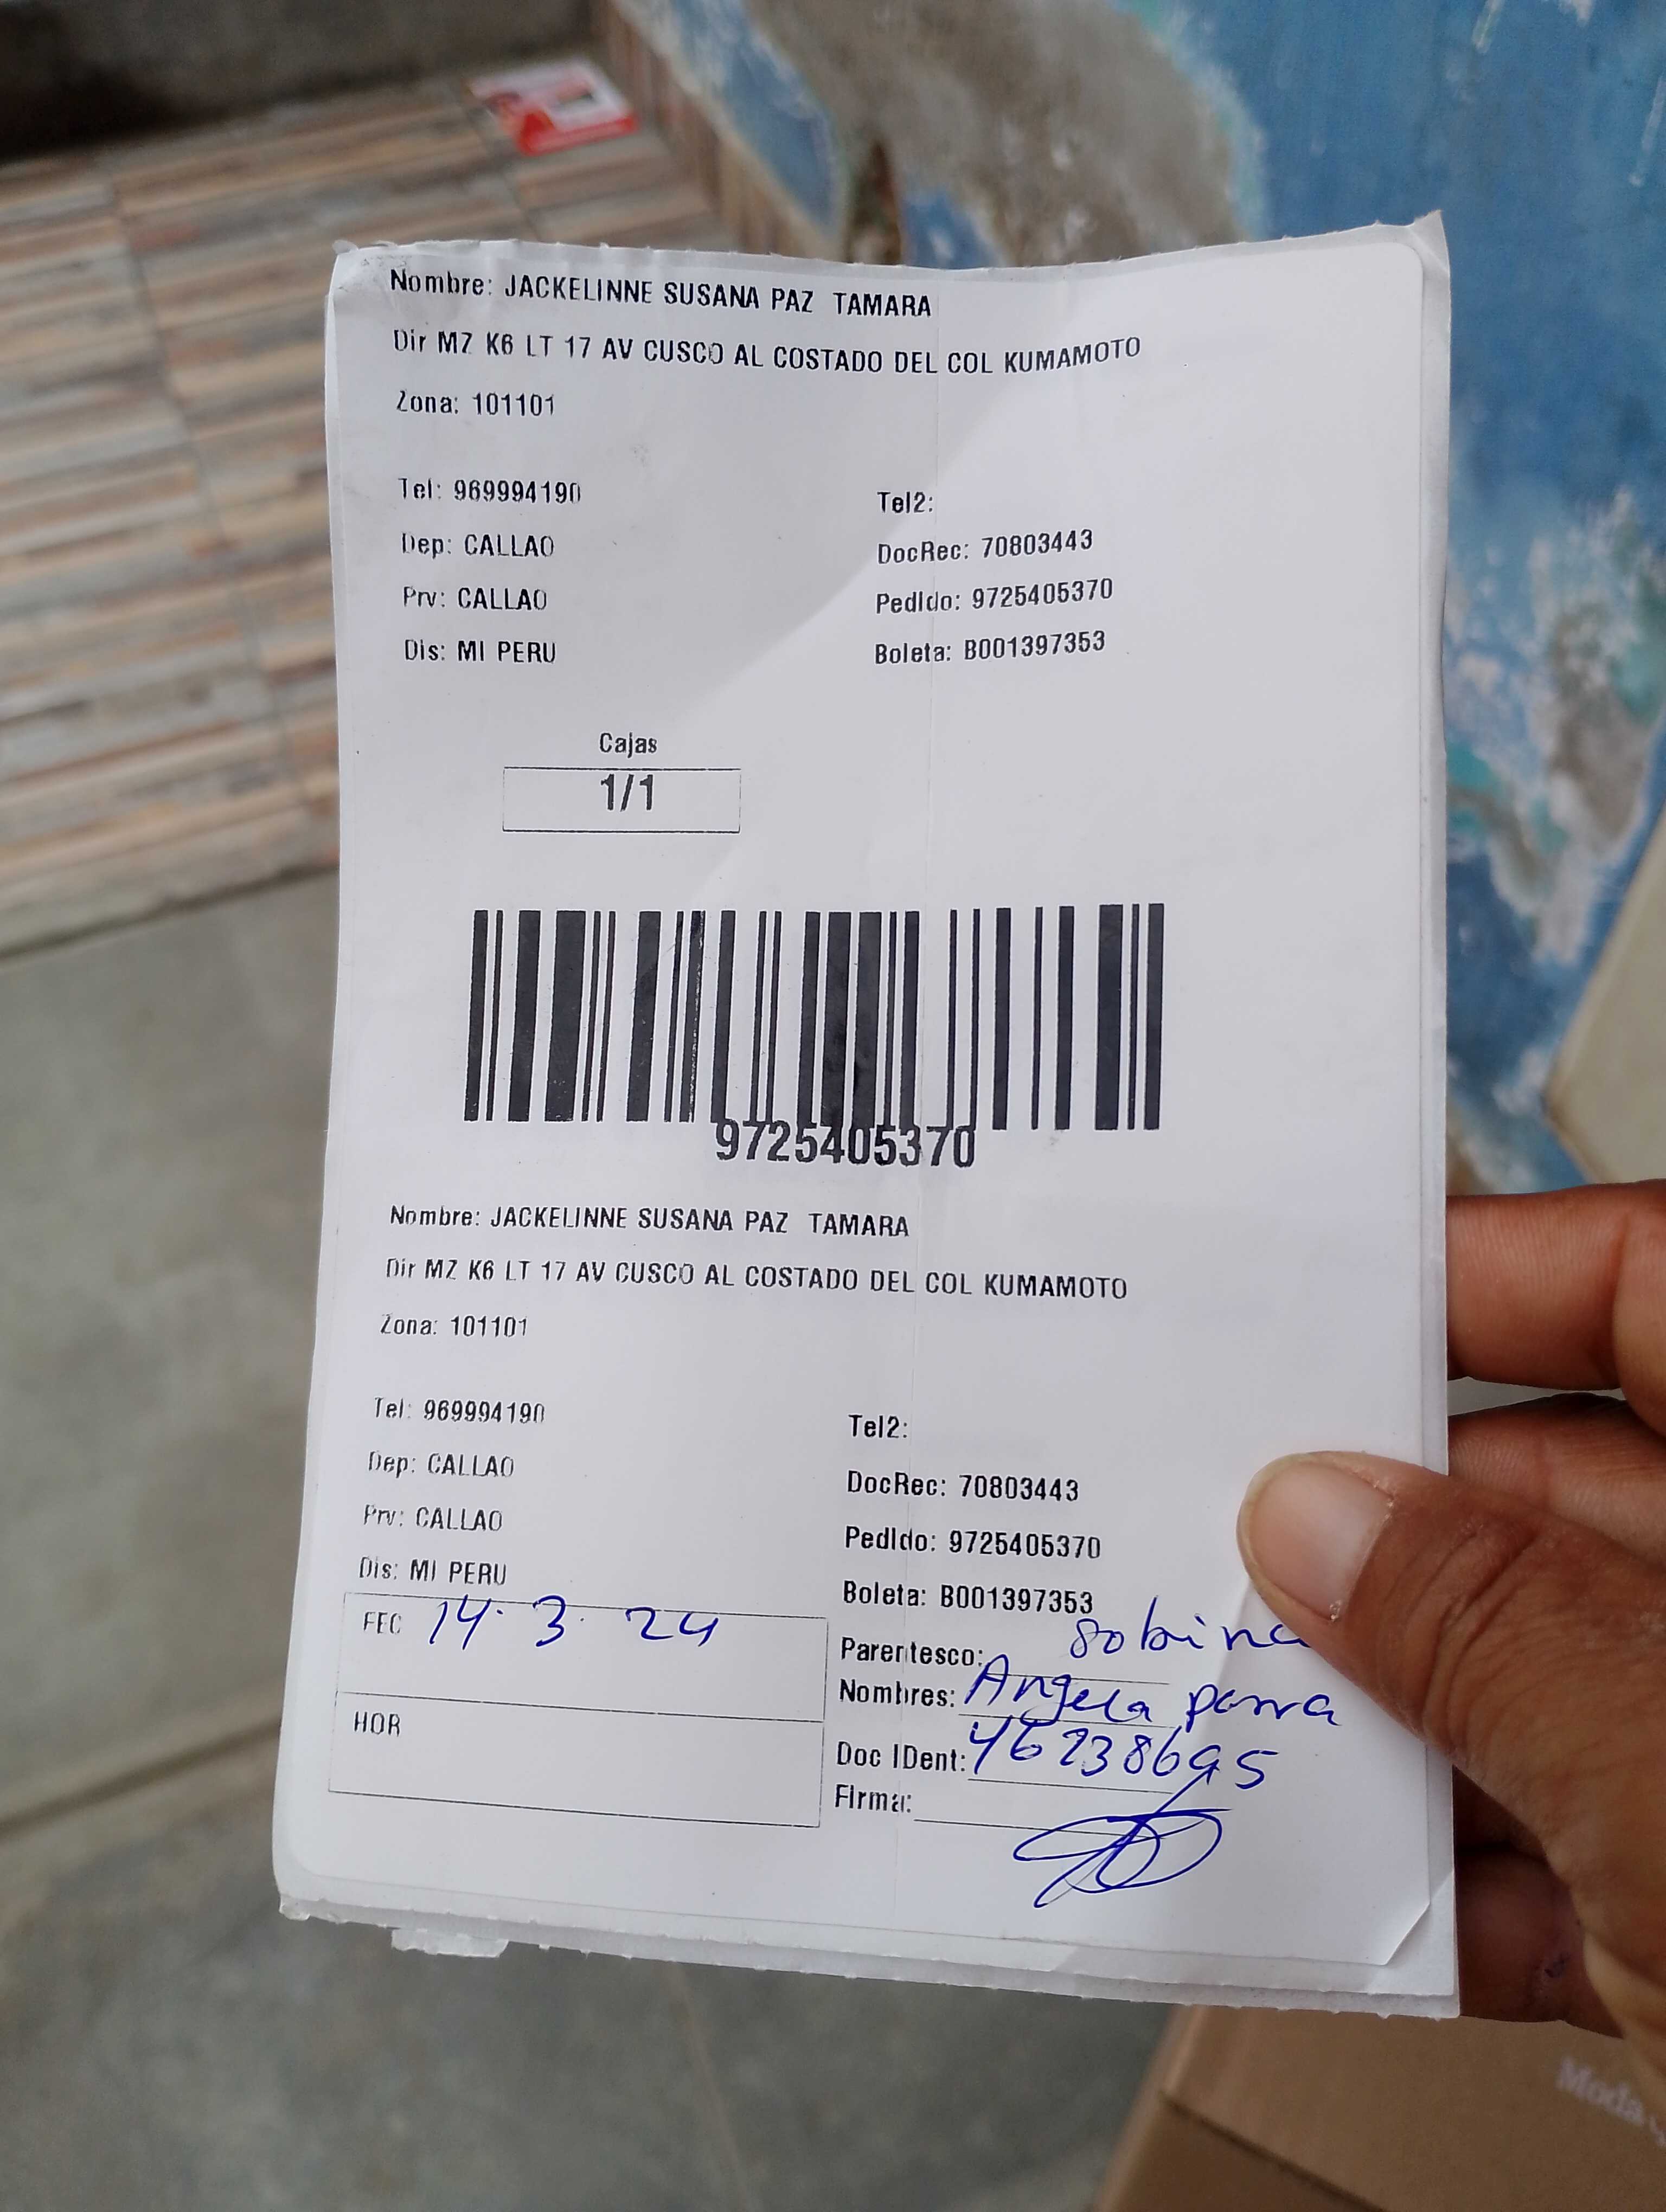 Nombre: JACKELINNE SUSANA PAZ TAMARA
Dir MZ K6 LT 17 AV CUSCO AL COSTADO DEL COL KUMAMOTO
Zona: 101101
Tel: 969994190 Tel2:
Dep: CALLAO DocRec: 70803443
Prv: CALLAO PedIdo: 9725405370
Dis: MI PERU Boleta: B001397353
Cajas
1/1
9725405370
Nombre: JACKELINNE SUSANA PAZ TAMARA
Dir MZ K6 LT 17 AV CUSCO AL COSTADO DEL COL KUMAMOTO
Zona: 101101
Tel: 969994190 Tel2:
Dep: CALLAO DocRec: 70803443
Prv: CALLAO PedIdo: 9725405370
Dis: MI PERU Boleta: B001397353
FEC 14. 3. 24 Parentesco: sobina
Nombres: Angela
HOR Doc IDent:
FIrma:
Moda